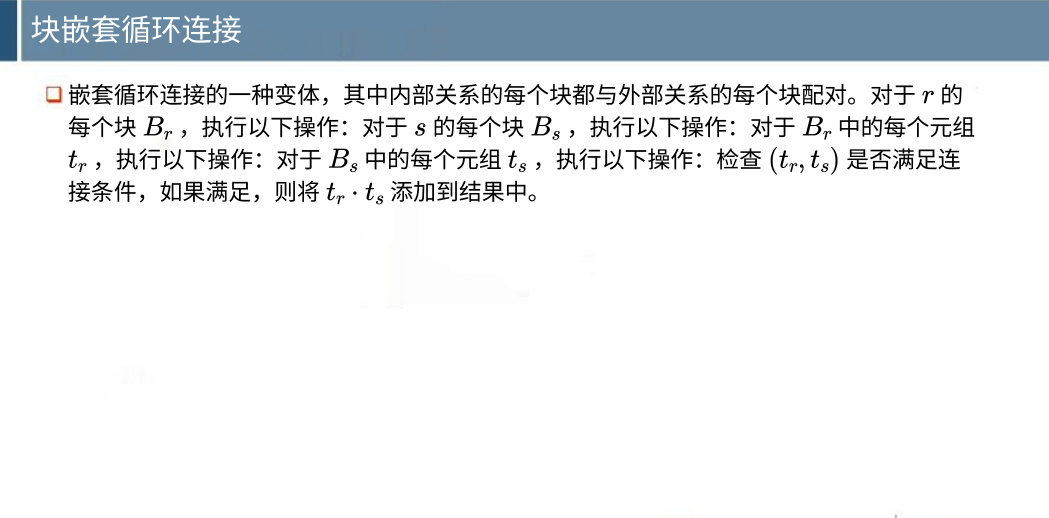 块嵌套循环连接
嵌套循环连接的一种变体，其中内部关系的每个块都与外部关系的每个块配对。对于 r 的
每个块 B_r ，执行以下操作：对于 s 的每个块 B_s ，执行以下操作：对于 B_r 中的每个元组
t_r ，执行以下操作：对于 B_s 中的每个元组 t_s ，执行以下操作：检查 (t_r, t_s) 是否满足连
接条件，如果满足，则将 t_r · t_s 添加到结果中。